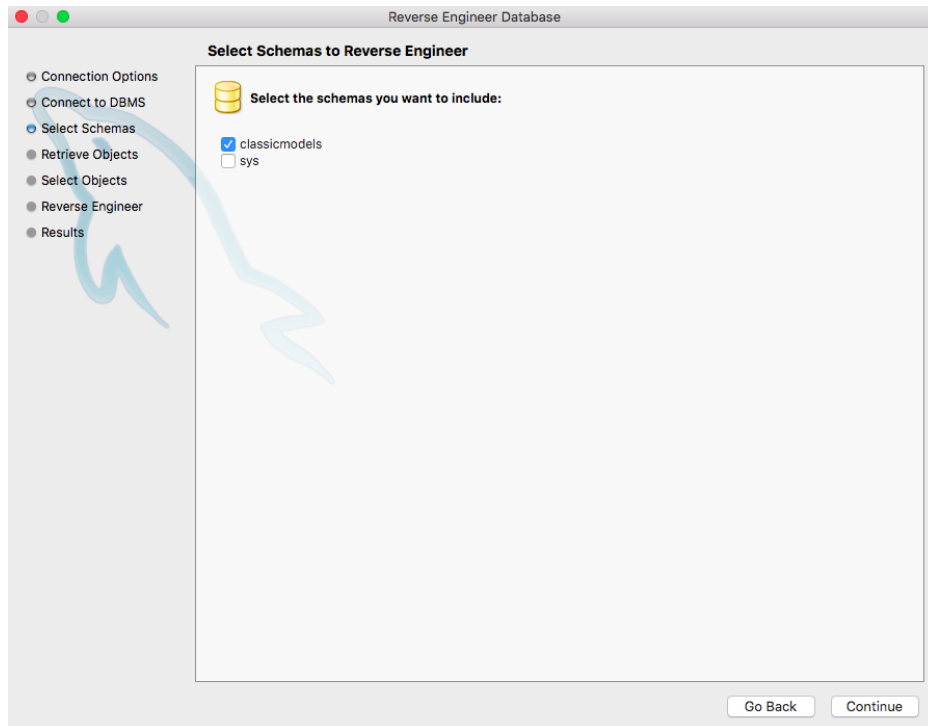 Reverse Engineer Database
Select Schemas to Reverse Engineer
Connection Options
Connect to DBMS
Select Schemas
Retrieve Objects
Select Objects
Reverse Engineer
Results
Select the schemas you want to include:
classicmodels
sys
Go Back
Continue